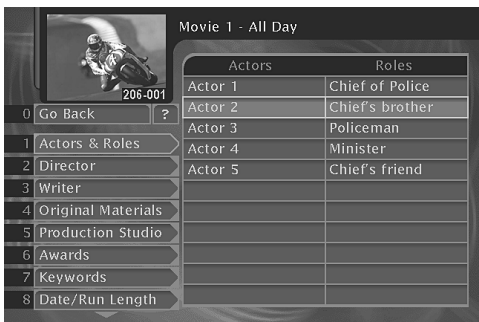 Movie 1 - All Day
206-001
0 Go Back ?
1 Actors & Roles
2 Director
3 Writer
4 Original Materials
5 Production Studio
6 Awards
7 Keywords
8 Date/Run Length
Actors Roles
Actor 1 Chief of Police
Actor 2 Chief's brother
Actor 3 Policeman
Actor 4 Minister
Actor 5 Chief's friend